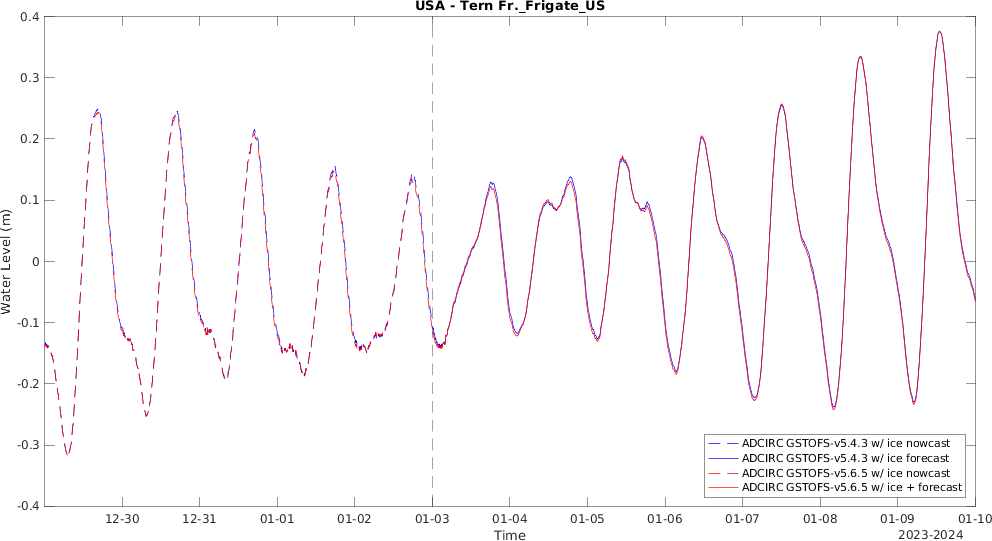 USA - Tern Fr._Frigate_US
Water Level (m)
0.4
0.3
0.2
0.1
0
-0.1
-0.2
-0.3
-0.4
ADCIRC GSTOFS-v5.4.3 w/ ice nowcast
ADCIRC GSTOFS-v5.4.3 w/ ice forecast
ADCIRC GSTOFS-v5.6.5 w/ ice nowcast
ADCIRC GSTOFS-v5.6.5 w/ ice + forecast
12-30 12-31 01-01 01-02 01-03 01-04 01-05 01-06 01-07 01-08 01-09 01-10
Time
2023-2024